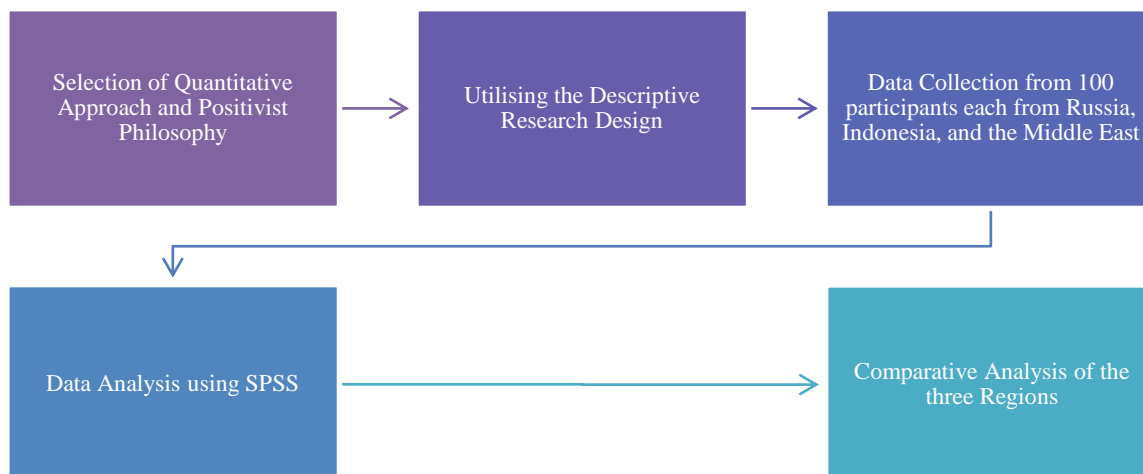 Selection of Quantitative
Approach and Positivist
Philosophy
Utilising the Descriptive
Research Design
Data Collection from 100
participants each from Russia,
Indonesia, and the Middle East
Data Analysis using SPSS
Comparative Analysis of the
three Regions